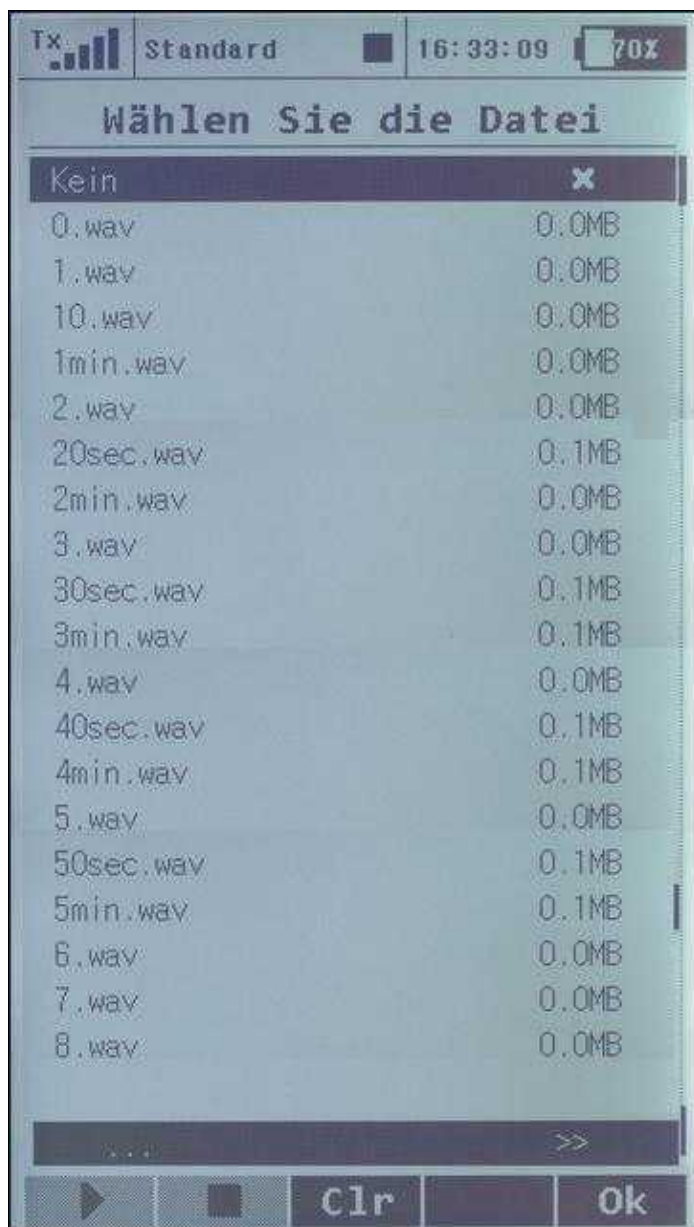 Tx Standard 16:33:09 70%
Wählen Sie die Datei
Kein ×
0.wav 0.0MB
1.wav 0.0MB
10.wav 0.0MB
1min.wav 0.0MB
2.wav 0.0MB
20sec.wav 0.1MB
2min.wav 0.0MB
3.wav 0.0MB
30sec.wav 0.1MB
3min.wav 0.1MB
4.wav 0.0MB
40sec.wav 0.1MB
4min.wav 0.1MB
5.wav 0.0MB
50sec.wav 0.1MB
5min.wav 0.1MB
6.wav 0.0MB
7.wav 0.0MB
8.wav 0.0MB
... >>
Clr Ok